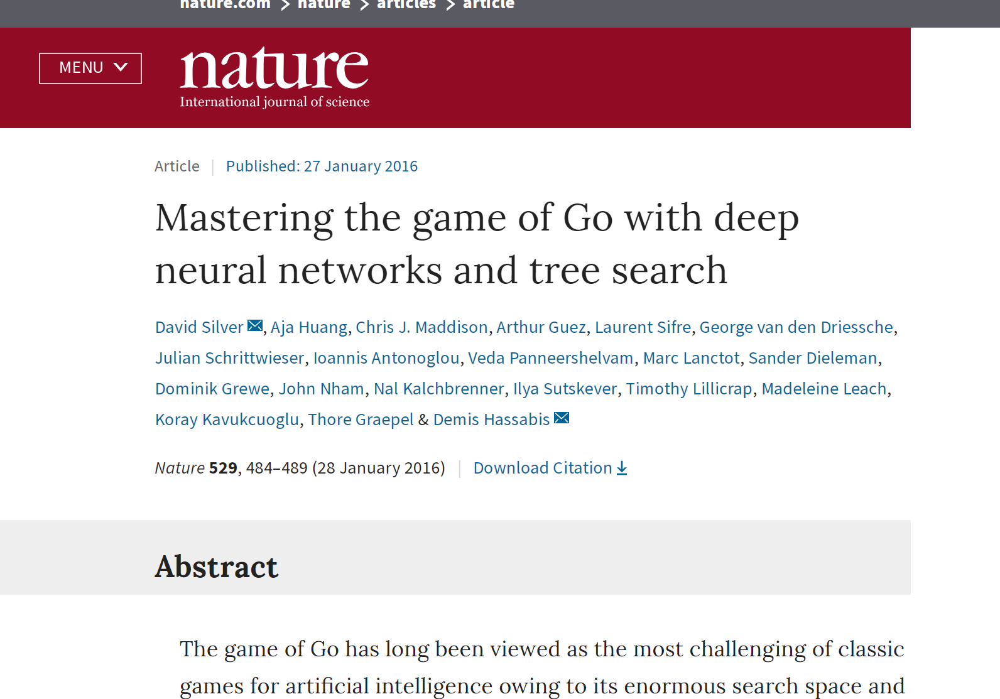 nature.com > nature > articles > article
MENU
nature
International journal of science
Article | Published: 27 January 2016
Mastering the game of Go with deep
neural networks and tree search
David Silver, Aja Huang, Chris J. Maddison, Arthur Guez, Laurent Sifre, George van den Driessche,
Julian Schrittwieser, Ioannis Antonoglou, Veda Panneershelvam, Marc Lanctot, Sander Dieleman,
Dominik Grewe, John Nham, Nal Kalchbrenner, Ilya Sutskever, Timothy Lillicrap, Madeleine Leach,
Koray Kavukcuoglu, Thore Graepel & Demis Hassabis
Nature 529, 484–489 (28 January 2016) | Download Citation
Abstract
The game of Go has long been viewed as the most challenging of classic
games for artificial intelligence owing to its enormous search space and